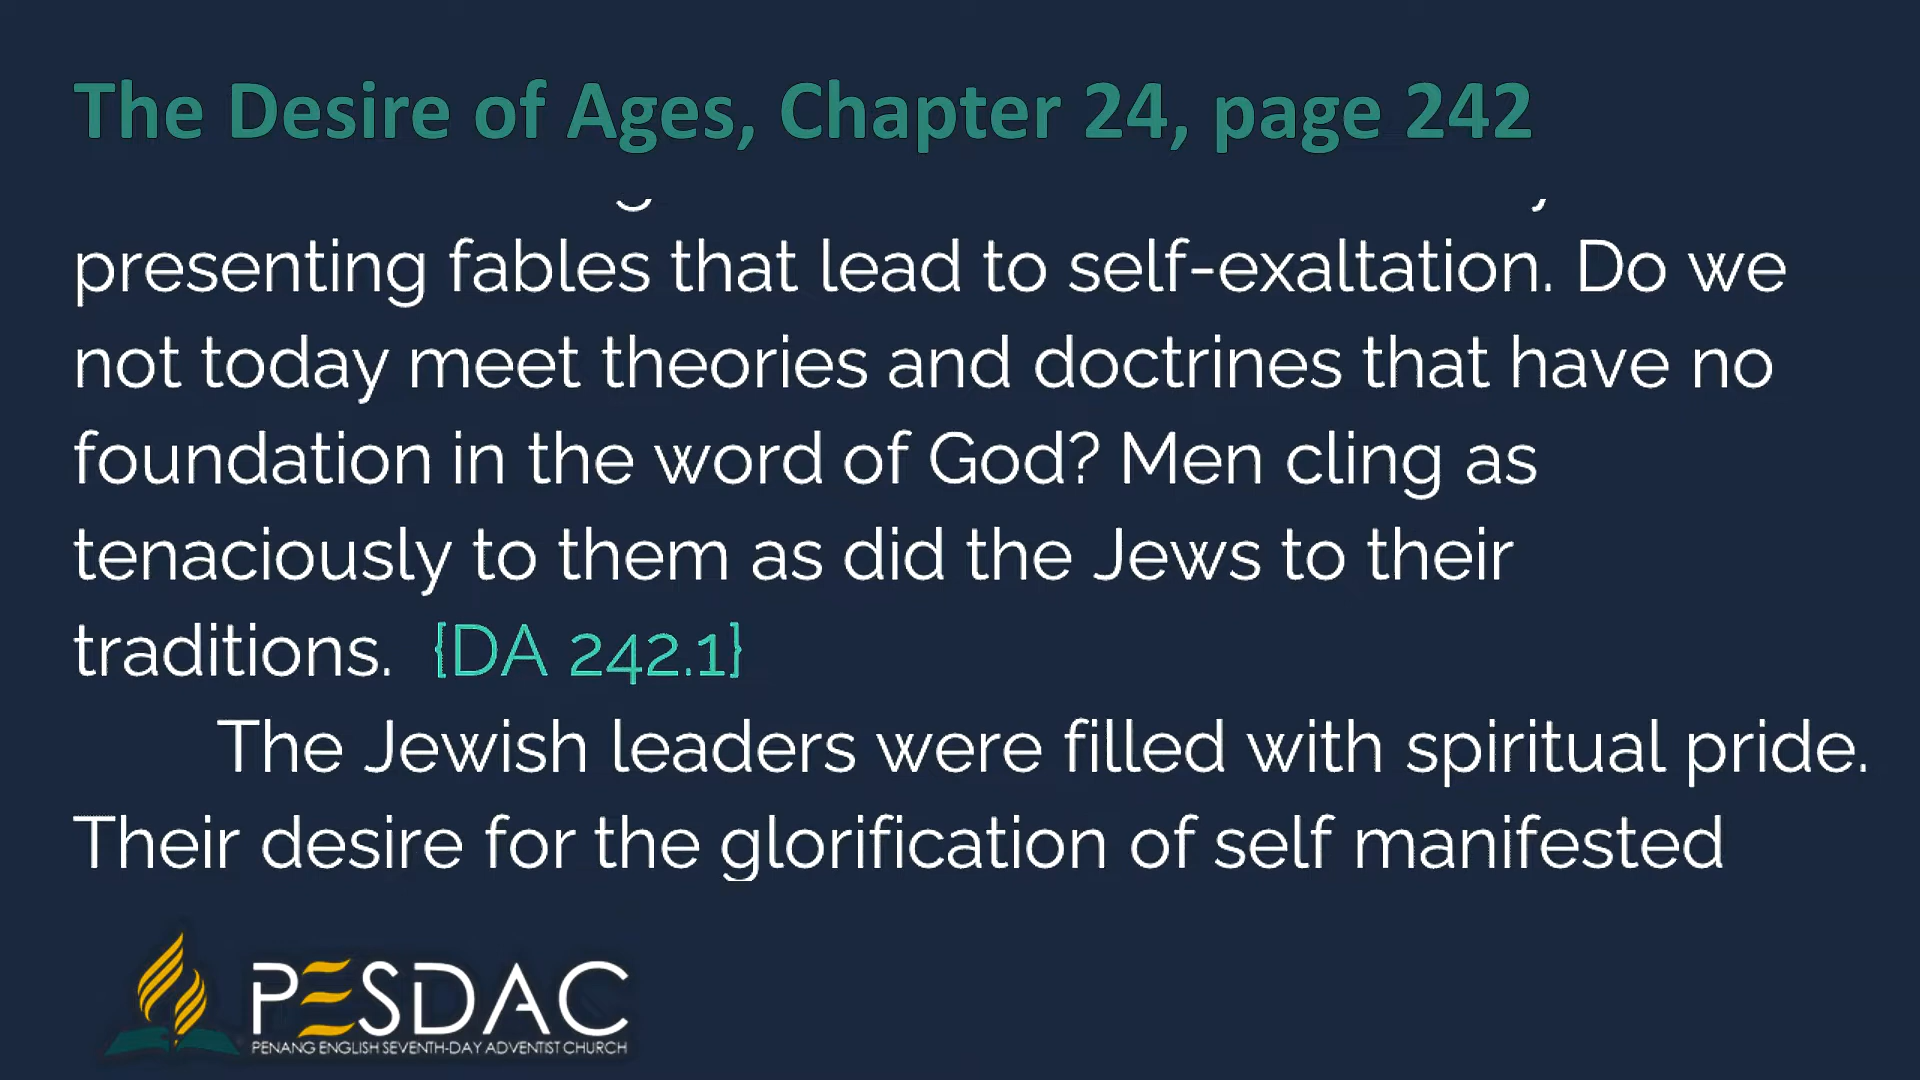 The Desire of Ages, Chapter 24, page 242
presenting fables that lead to self-exaltation. Do we
not today meet theories and doctrines that have no
foundation in the word of God? Men cling as
tenaciously to them as did the Jews to their
traditions. {DA 242.1}
The Jewish leaders were filled with spiritual pride.
Their desire for the glorification of self manifested
PESDAC
PENANG ENGLISH SEVENTH-DAY ADVENTIST CHURCH